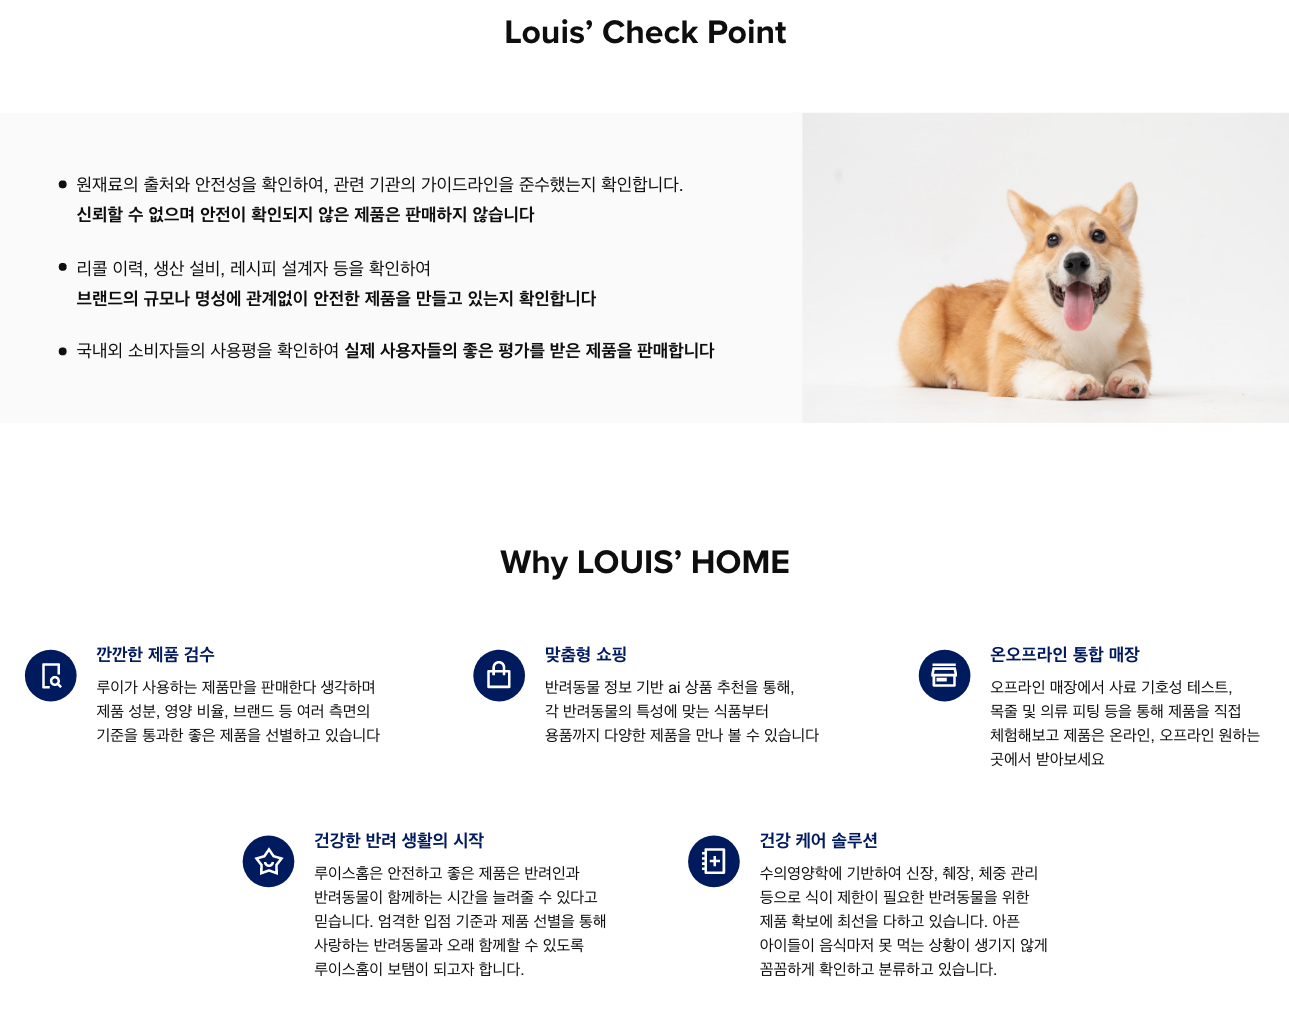 Louis’ Check Point
원재료의 출처와 안전성을 확인하여, 관련 기관의 가이드라인을 준수했는지 확인합니다.
신뢰할 수 없으며 안전이 확인되지 않은 제품은 판매하지 않습니다
리콜 이력, 생산 설비, 레시피 설계자 등을 확인하여
브랜드의 규모나 명성에 관계없이 안전한 제품을 만들고 있는지 확인합니다
국내외 소비자들의 사용평을 확인하여 실제 사용자들의 좋은 평가를 받은 제품을 판매합니다
Why LOUIS’ HOME
깐깐한 제품 검수
루이가 사용하는 제품만을 판매한다 생각하며
제품 성분, 영양 비율, 브랜드 등 여러 측면의
기준을 통과한 좋은 제품을 선별하고 있습니다
맞춤형 쇼핑
반려동물 정보 기반 ai 상품 추천을 통해,
각 반려동물의 특성에 맞는 식품부터
용품까지 다양한 제품을 만나 볼 수 있습니다
온오프라인 통합 매장
오프라인 매장에서 사료 기호성 테스트,
목줄 및 의류 피팅 등을 통해 제품을 직접
체험해보고 제품은 온라인, 오프라인 원하는
곳에서 받아보세요
건강한 반려 생활의 시작
루이스홈은 안전하고 좋은 제품은 반려인과
반려동물이 함께하는 시간을 늘려줄 수 있다고
믿습니다. 엄격한 입점 기준과 제품 선별을 통해
사랑하는 반려동물과 오래 함께할 수 있도록
루이스홈이 보탬이 되고자 합니다.
건강 케어 솔루션
수의영양학에 기반하여 신장, 췌장, 체중 관리
등으로 식이 제한이 필요한 반려동물을 위한
제품 확보에 최선을 다하고 있습니다. 아픈
아이들이 음식마저 못 먹는 상황이 생기지 않게
꼼꼼하게 확인하고 분류하고 있습니다.